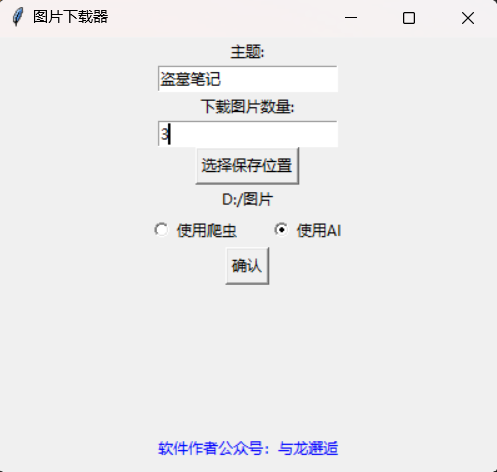 图片下载器
主题:
盗墓笔记
下载图片数量:
3
选择保存位置
D:/图片
使用爬虫 使用AI
确认
软件作者公众号：与龙邂逅